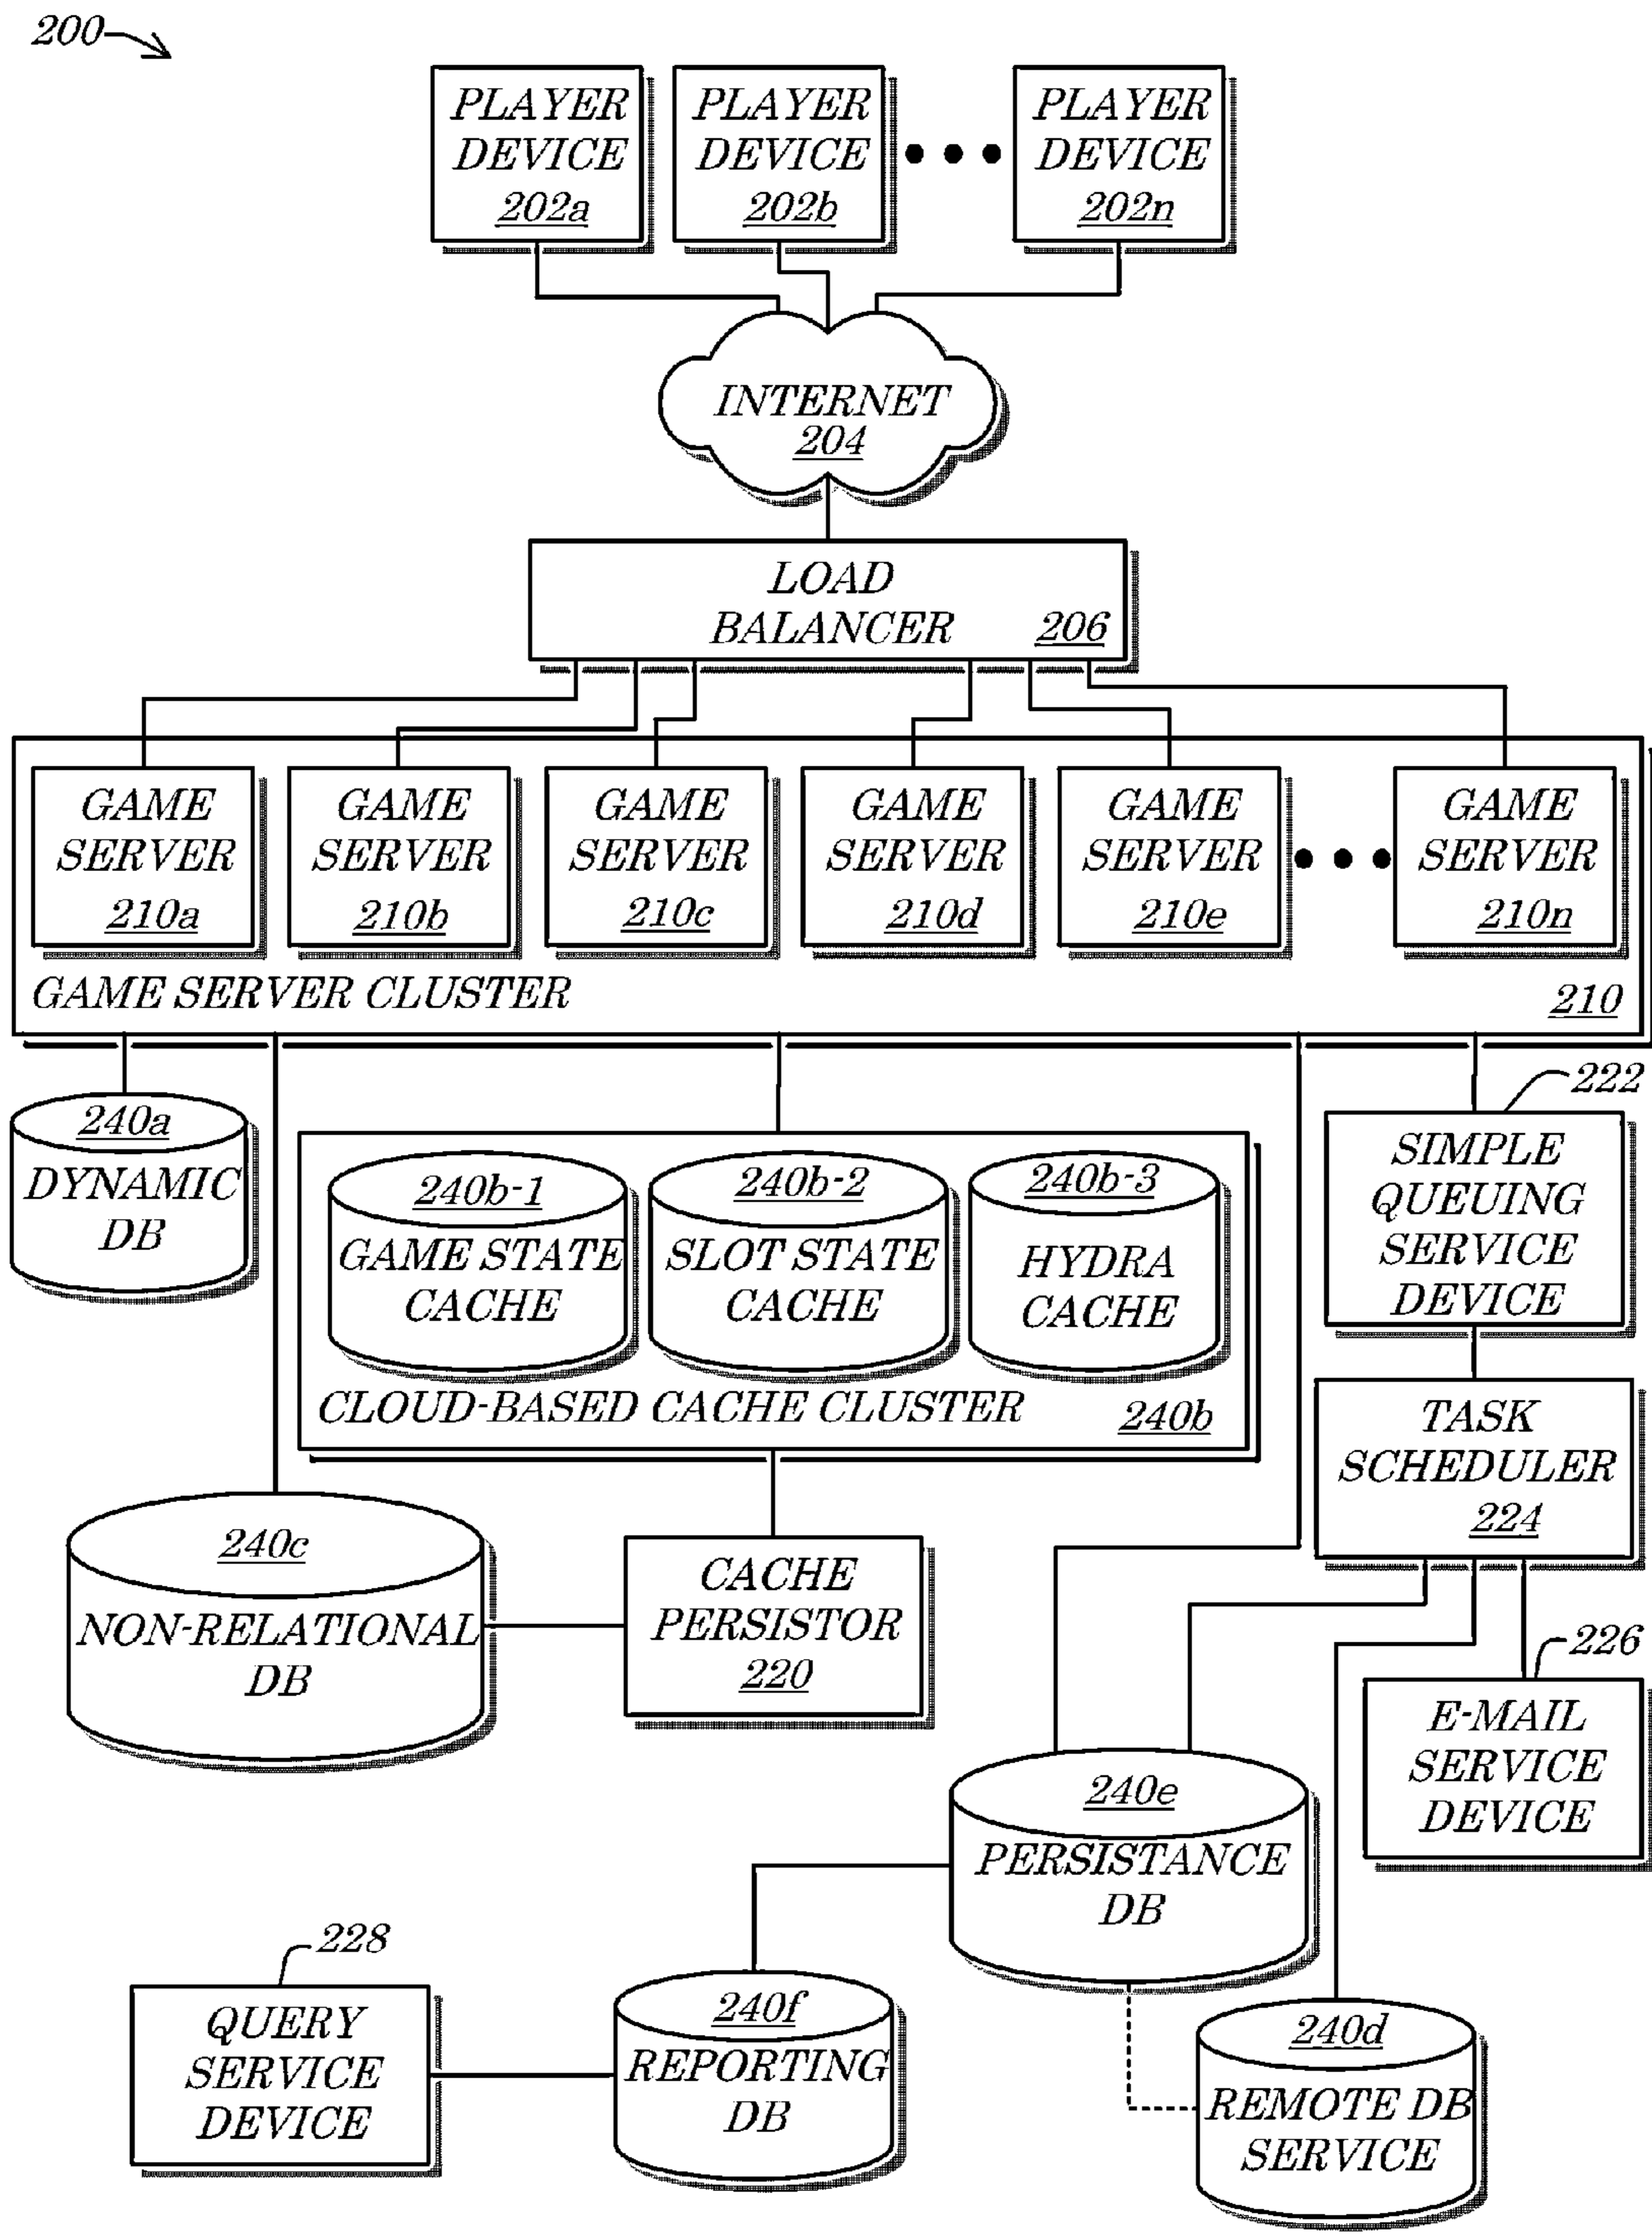 200
PLAYER
DEVICE
202a
PLAYER
DEVICE
202b
PLAYER
DEVICE
202n
INTERNET
204
LOAD
BALANCER
206
GAME
SERVER
210a
GAME
SERVER
210b
GAME
SERVER
210c
GAME
SERVER
210d
GAME
SERVER
210e
GAME
SERVER
210n
GAME SERVER CLUSTER
210
240a
DYNAMIC
DB
240b-1
GAME STATE
CACHE
240b-2
SLOT STATE
CACHE
240b-3
HYDRA
CACHE
CLOUD-BASED CACHE CLUSTER
240b
222
SIMPLE
QUEUING
SERVICE
DEVICE
TASK
SCHEDULER
224
240c
NON-RELATIONAL
DB
CACHE
PERSISTOR
220
226
E-MAIL
SERVICE
DEVICE
240e
PERSISTANCE
DB
228
QUERY
SERVICE
DEVICE
240f
REPORTING
DB
240d
REMOTE DB
SERVICE